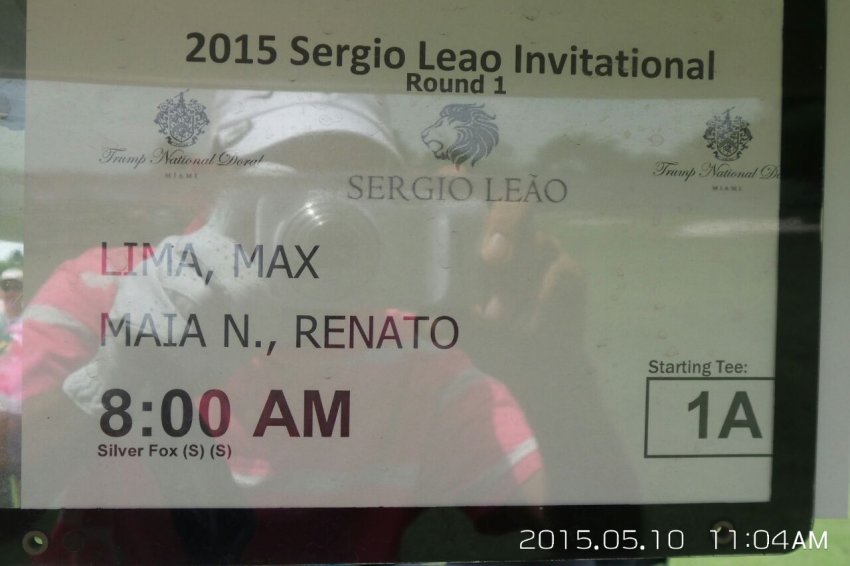 2015 Sergio Leao Invitational
Round 1
Trump National Doral
MIAMI
SERGIO LEÃO
Trump National Do
MIAMI
LIMA, MAX
MAIA N., RENATO
8:00 AM
Silver Fox (S) (S)
Starting Tee:
1A
2015.05.10 11:04AM